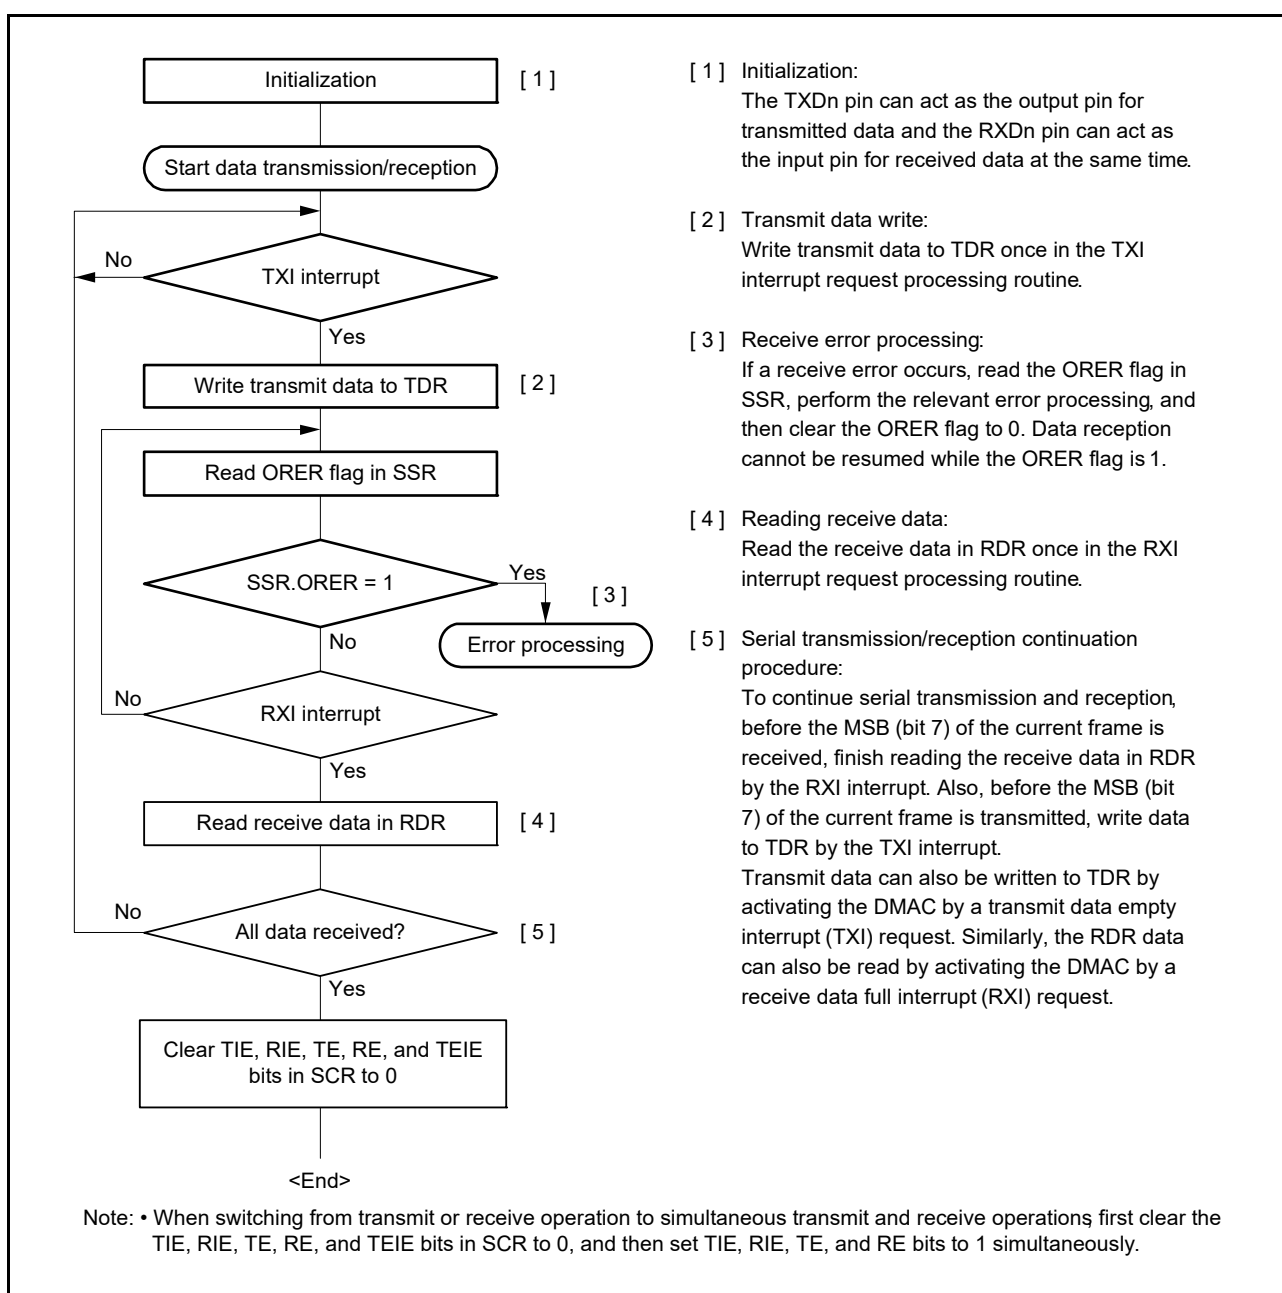 Initialization
[ 1 ]
Start data transmission/reception
No
TXI interrupt
Yes
Write transmit data to TDR
[ 2 ]
Read ORER flag in SSR
SSR.ORER = 1
Yes
[ 3 ]
Error processing
No
No
RXI interrupt
Yes
Read receive data in RDR
[ 4 ]
No
All data received?
[ 5 ]
Yes
Clear TIE, RIE, TE, RE, and TEIE
bits in SCR to 0
<End>
[ 1 ] Initialization:
The TXDn pin can act as the output pin for
transmitted data and the RXDn pin can act as
the input pin for received data at the same time.
[ 2 ] Transmit data write:
Write transmit data to TDR once in the TXI
interrupt request processing routine.
[ 3 ] Receive error processing:
If a receive error occurs, read the ORER flag in
SSR, perform the relevant error processing, and
then clear the ORER flag to 0. Data reception
cannot be resumed while the ORER flag is 1.
[ 4 ] Reading receive data:
Read the receive data in RDR once in the RXI
interrupt request processing routine.
[ 5 ] Serial transmission/reception continuation
procedure:
To continue serial transmission and reception,
before the MSB (bit 7) of the current frame is
received, finish reading the receive data in RDR
by the RXI interrupt. Also, before the MSB (bit
7) of the current frame is transmitted, write data
to TDR by the TXI interrupt.
Transmit data can also be written to TDR by
activating the DMAC by a transmit data empty
interrupt (TXI) request. Similarly, the RDR data
can also be read by activating the DMAC by a
receive data full interrupt (RXI) request.
Note: • When switching from transmit or receive operation to simultaneous transmit and receive operations, first clear the
TIE, RIE, TE, RE, and TEIE bits in SCR to 0, and then set TIE, RIE, TE, and RE bits to 1 simultaneously.